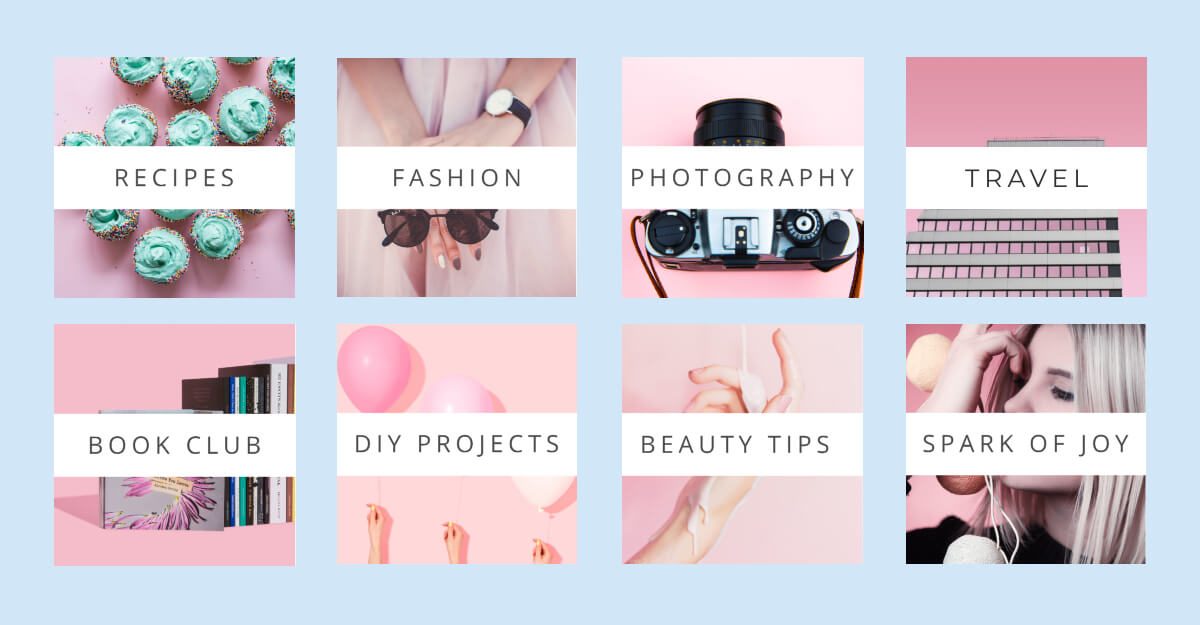 RECIPES
FASHION
PHOTOGRAPHY
TRAVEL
BOOK CLUB
DIY PROJECTS
BEAUTY TIPS
SPARK OF JOY